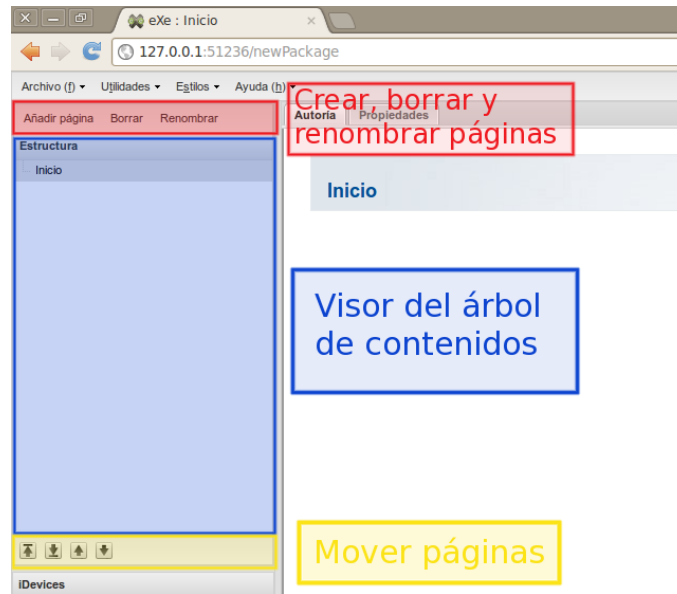 eXe : Inicio
127.0.0.1:51236/newPackage
Archivo (f) Utilidades Estilos Ayuda (h)
Añadir página Borrar Renombrar
Crear, borrar y
renombrar páginas
Autoría Propiedades
Estructura
Inicio
Inicio
Visor del árbol
de contenidos
Mover páginas
iDevices